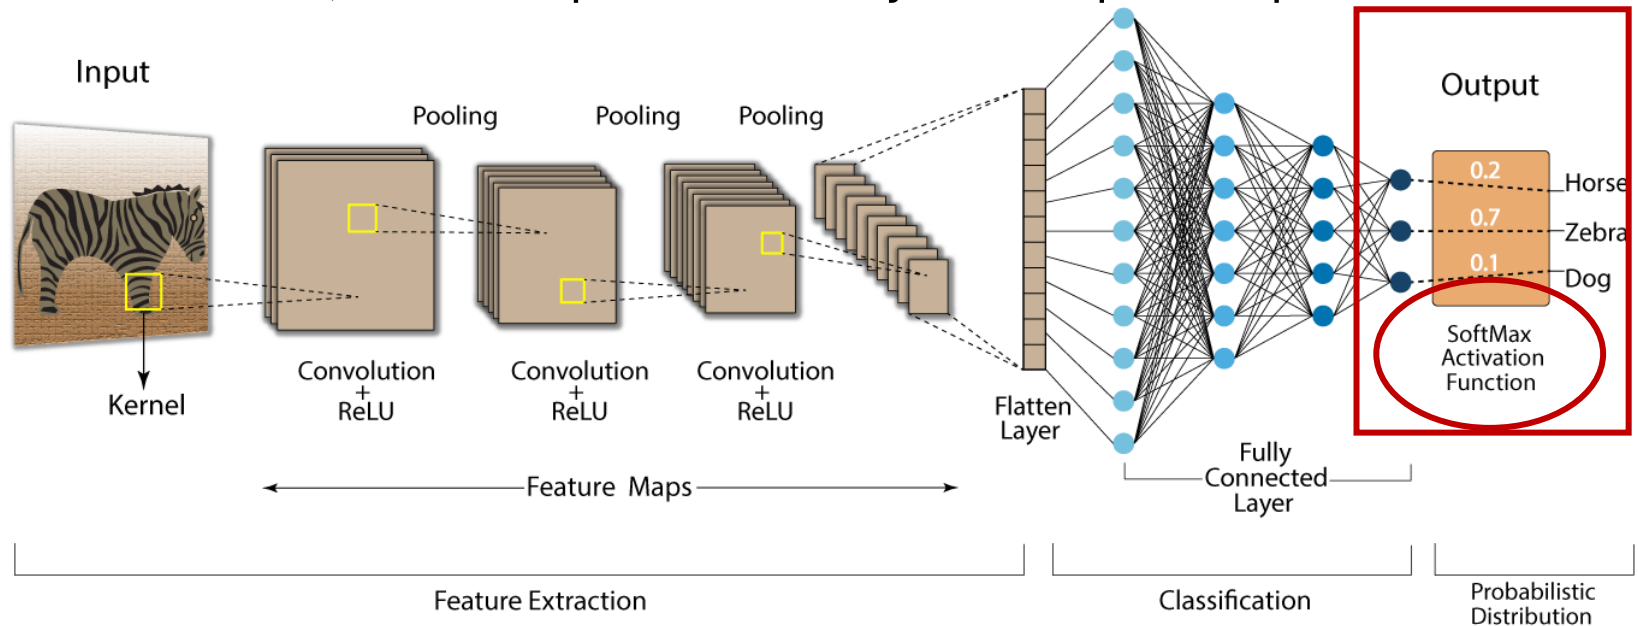 Input
Pooling
Pooling
Pooling
Output
0.2
Horse
0.7
Zebra
0.1
Dog
SoftMax
Activation
Function
Kernel
Convolution
+
ReLU
Convolution
+
ReLU
Convolution
+
ReLU
Flatten
Layer
Fully
Connected
Layer
Feature Maps
Feature Extraction
Classification
Probabilistic
Distribution